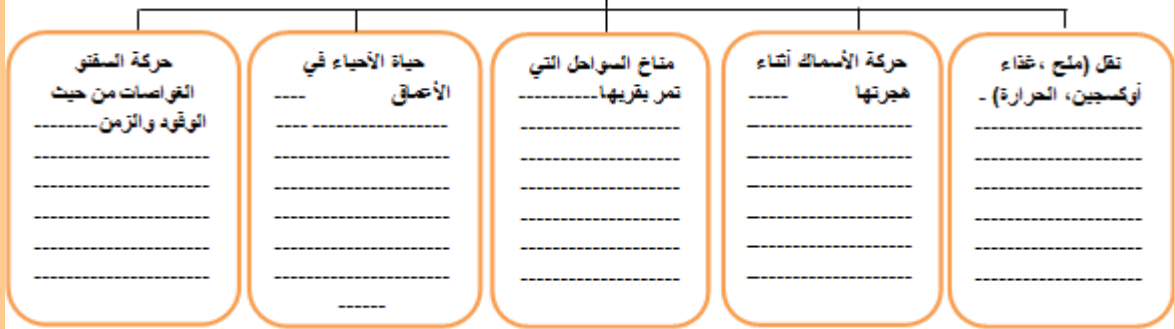 نقل (ملح ،غذاء
أوكسجين، الحرارة) -
--------------------
--------------------
--------------------
--------------------
--------------------
--------------------
حركة الأسماك أثناء
هجرتها -----
--------------------
--------------------
--------------------
--------------------
--------------------
--------------------
مناخ السواحل التي
تمر بقربها----------
--------------------
--------------------
--------------------
--------------------
--------------------
--------------------
حياة الأحياء في
الأعماق ----
-------------------- ----
---------------------
---------------------
---------------------
---------------------
---------------------
------
حركة السفنو
الغواصات من حيث
الوقود والزمن--------
---------------------
---------------------
---------------------
---------------------
---------------------